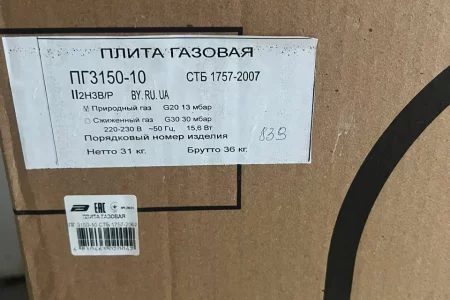 ПЛИТА ГАЗОВАЯ
ПГ3150-10 СТБ 1757-2007
II2H3B/P BY. RU. UA
Природный газ G20 13 мбар
Сжиженный газ G30 30 мбар
220-230 В ~50 Гц, 15,6 Вт
Порядковый номер изделия 839
Нетто 31 кг. Брутто 36 кг.
EAC
ПЛИТА ГАЗОВАЯ